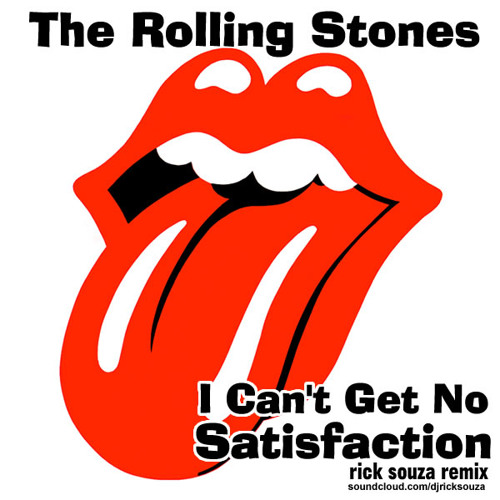 The Rolling Stones
I Can't Get No
Satisfaction
rick souza remix
soundcloud.com/djricksouza